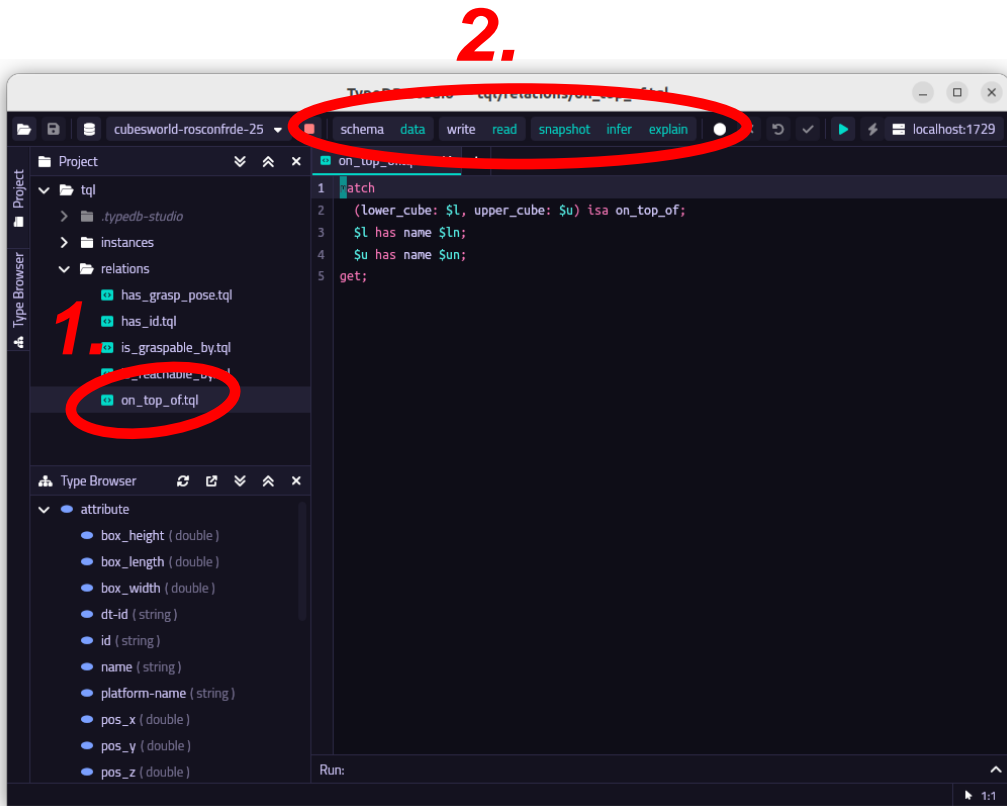 2.
cubesworld-rosconfrde-25 schema data write read snapshot infer explain localhost:1729
Project
Type Browser
Project
tql
.typedb-studio
instances
relations
has_grasp_pose.tql
has_id.tql
1.
is_graspable_by.tql
on_top_of.tql
Type Browser
attribute
box_height (double)
box_length (double)
box_width (double)
dt-id (string)
id (string)
name (string)
platform-name (string)
pos_x (double)
pos_y (double)
pos_z (double)
1 match
2 (lower_cube: $l, upper_cube: $u) isa on_top_of;
3 $l has name $ln;
4 $u has name $un;
5 get;
Run:
1:1